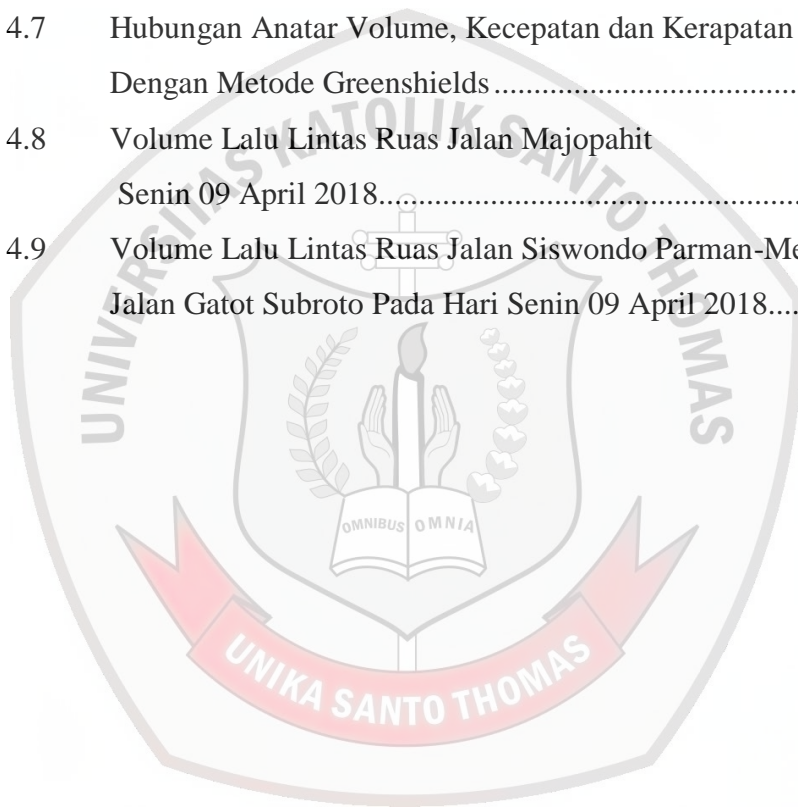 4.7 Hubungan Anatar Volume, Kecepatan dan Kerapatan
Dengan Metode Greenshields.......................................
4.8 Volume Lalu Lintas Ruas Jalan Majopahit
Senin 09 April 2018.....................................................
4.9 Volume Lalu Lintas Ruas Jalan Siswondo Parman-Me
Jalan Gatot Subroto Pada Hari Senin 09 April 2018....
UNIVERSITAS KATOLIK SANTO THOMAS
OMNIBUS OMNIA
UNIKA SANTO THOMAS